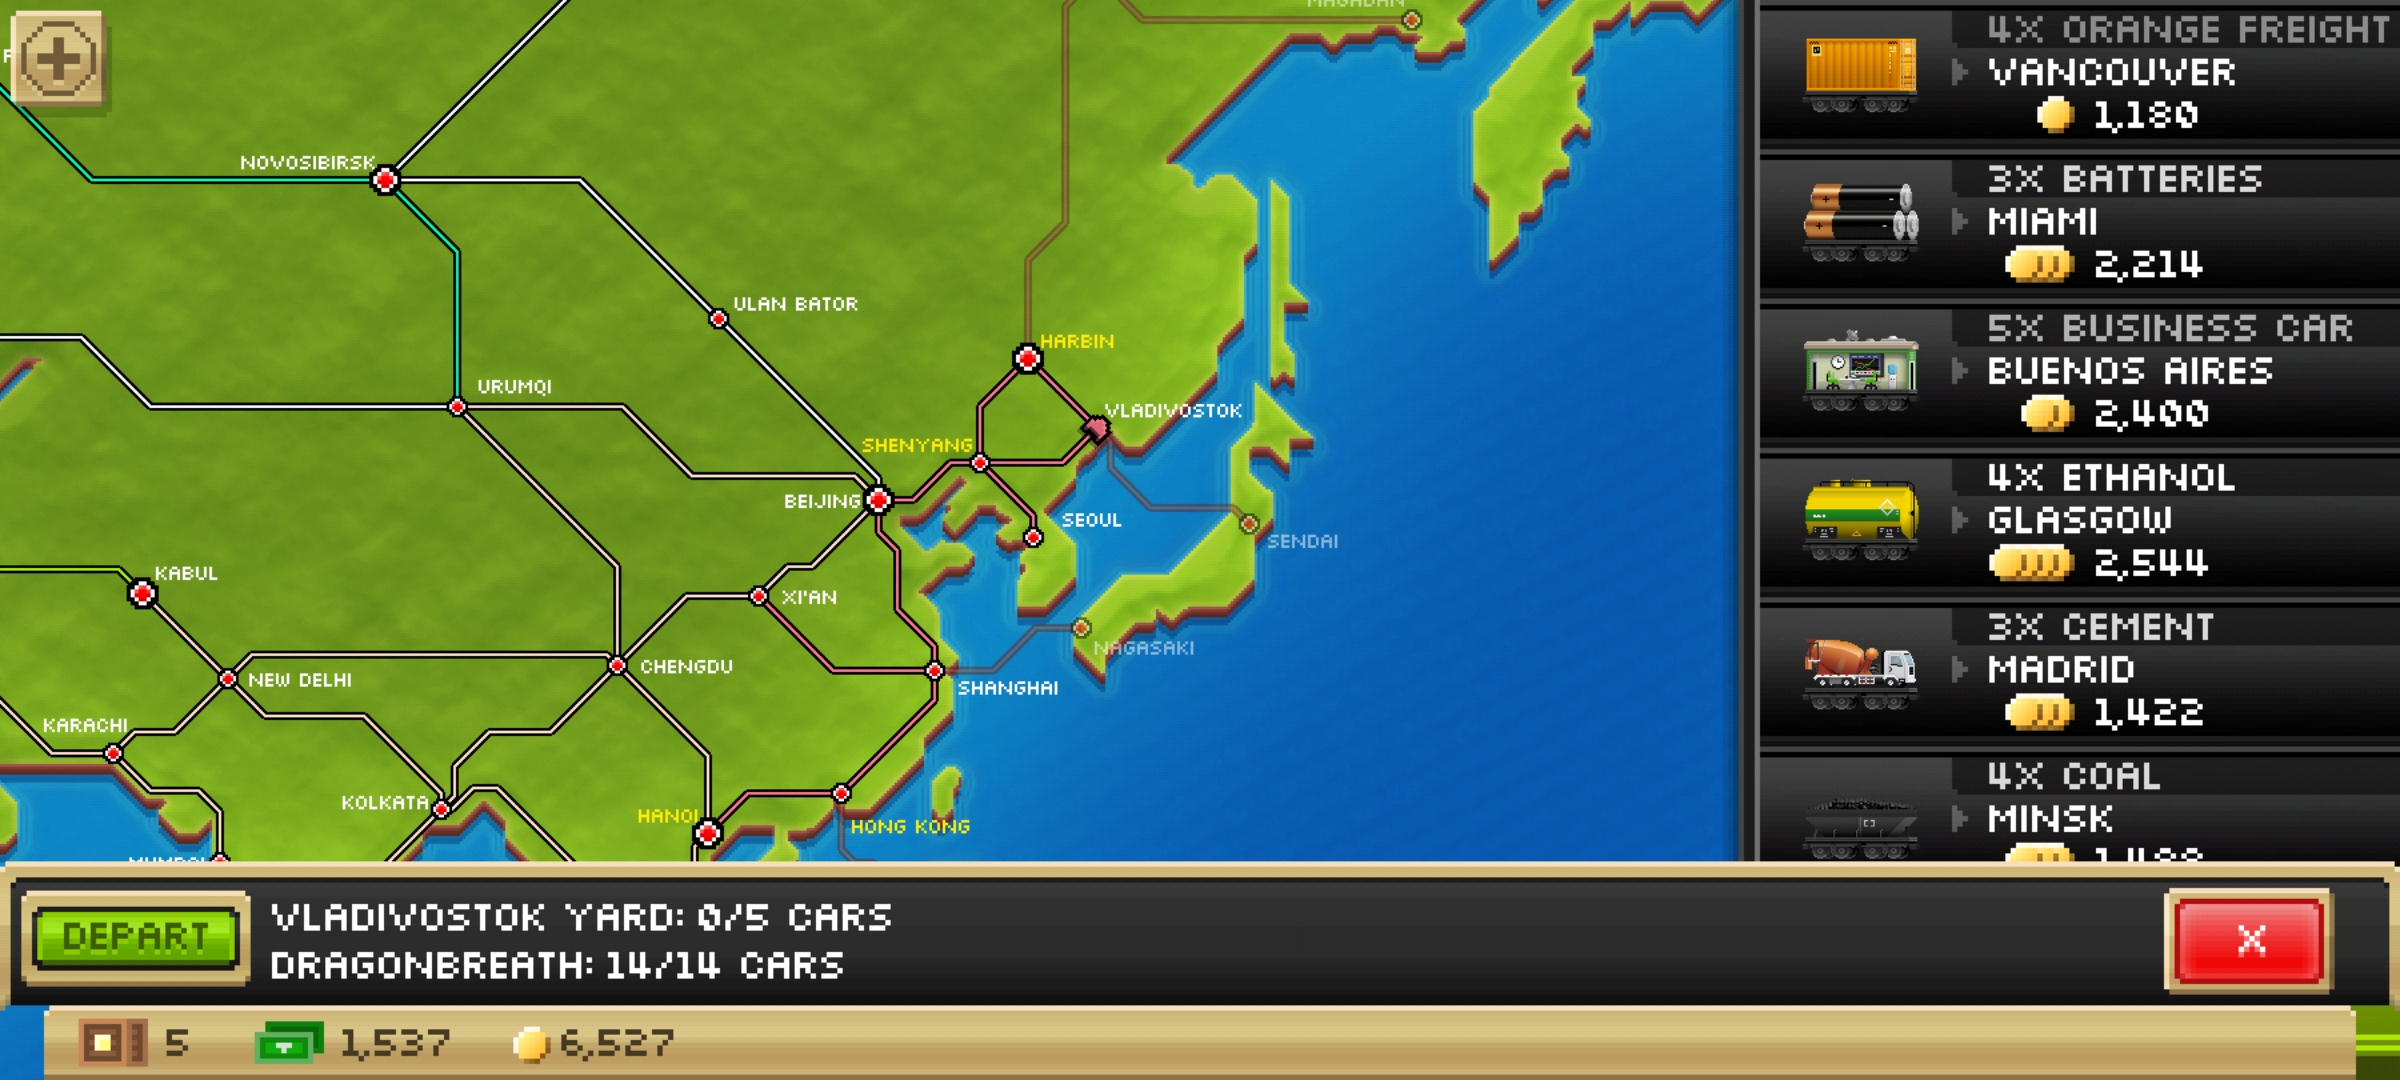 MAGADAN
NOVOSIBIRSK
ULAN BATOR
HARBIN
URUMQI
VLADIVOSTOK
SHENYANG
BEIJING
SEOUL
SENDAI
KABUL
XI'AN
NAGASAKI
CHENGDU
NEW DELHI
SHANGHAI
KARACHI
KOLKATA
HANOI
HONG KONG
MUMBAI
4X ORANGE FREIGHT
VANCOUVER
1,180
3X BATTERIES
MIAMI
2,214
5X BUSINESS CAR
BUENOS AIRES
2,400
4X ETHANOL
GLASGOW
2,544
3X CEMENT
MADRID
1,422
4X COAL
MINSK
DEPART
VLADIVOSTOK YARD: 0/5 CARS
DRAGONBREATH: 14/14 CARS
X
5
1,537
6,527